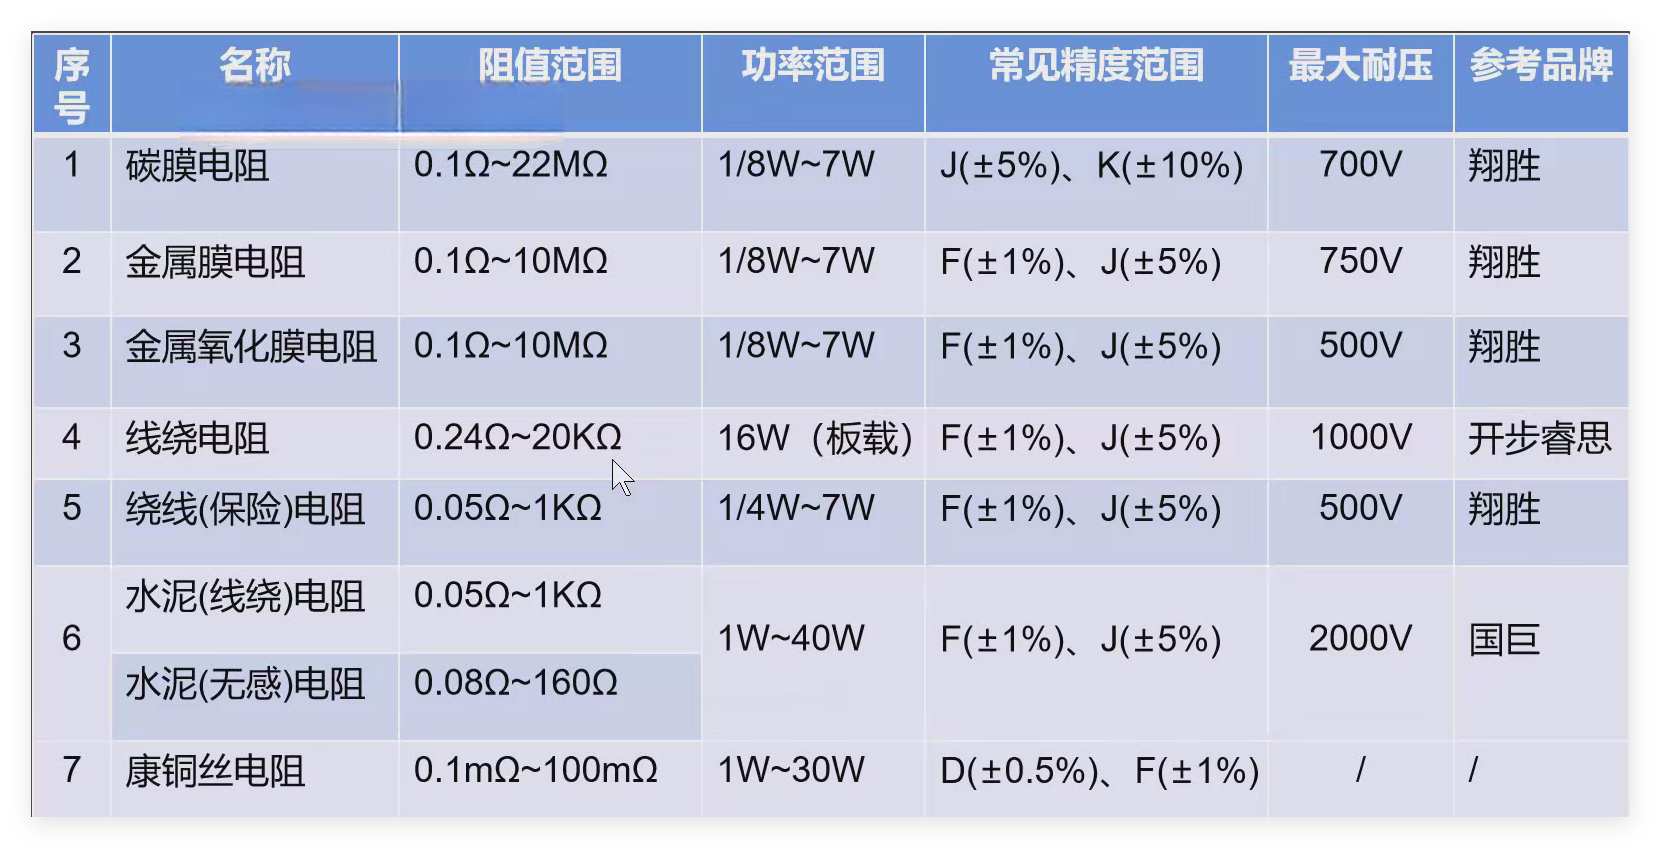 序号 名称 阻值范围 功率范围 常见精度范围 最大耐压 参考品牌
1 碳膜电阻 0.1Ω~22MΩ 1/8W~7W J(±5%)、K(±10%) 700V 翔胜
2 金属膜电阻 0.1Ω~10MΩ 1/8W~7W F(±1%)、J(±5%) 750V 翔胜
3 金属氧化膜电阻 0.1Ω~10MΩ 1/8W~7W F(±1%)、J(±5%) 500V 翔胜
4 线绕电阻 0.24Ω~20KΩ 16W（板载） F(±1%)、J(±5%) 1000V 开步睿思
5 绕线(保险)电阻 0.05Ω~1KΩ 1/4W~7W F(±1%)、J(±5%) 500V 翔胜
6 水泥(线绕)电阻 0.05Ω~1KΩ 1W~40W F(±1%)、J(±5%) 2000V 国巨
水泥(无感)电阻 0.08Ω~160Ω
7 康铜丝电阻 0.1mΩ~100mΩ 1W~30W D(±0.5%)、F(±1%) / /